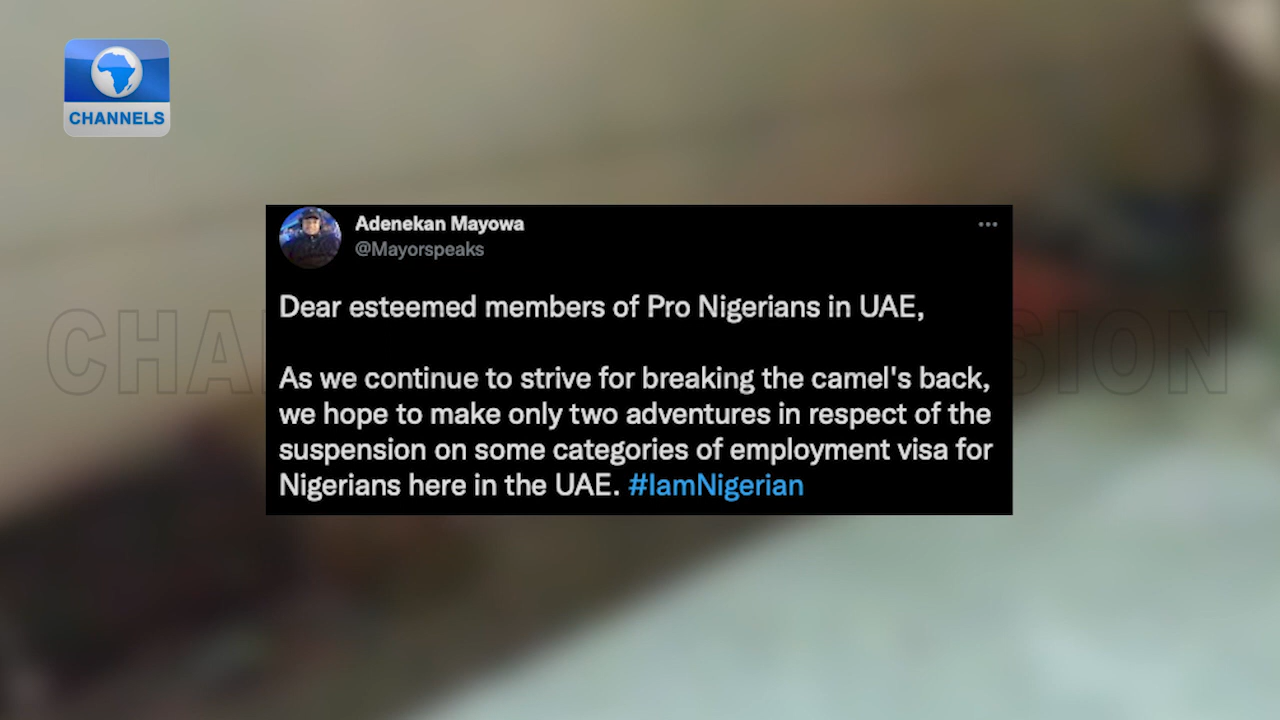 CHANNELS
Adenekan Mayowa
@Mayorspeaks
Dear esteemed members of Pro Nigerians in UAE,
As we continue to strive for breaking the camel's back,
we hope to make only two adventures in respect of the
suspension on some categories of employment visa for
Nigerians here in the UAE. #IamNigerian